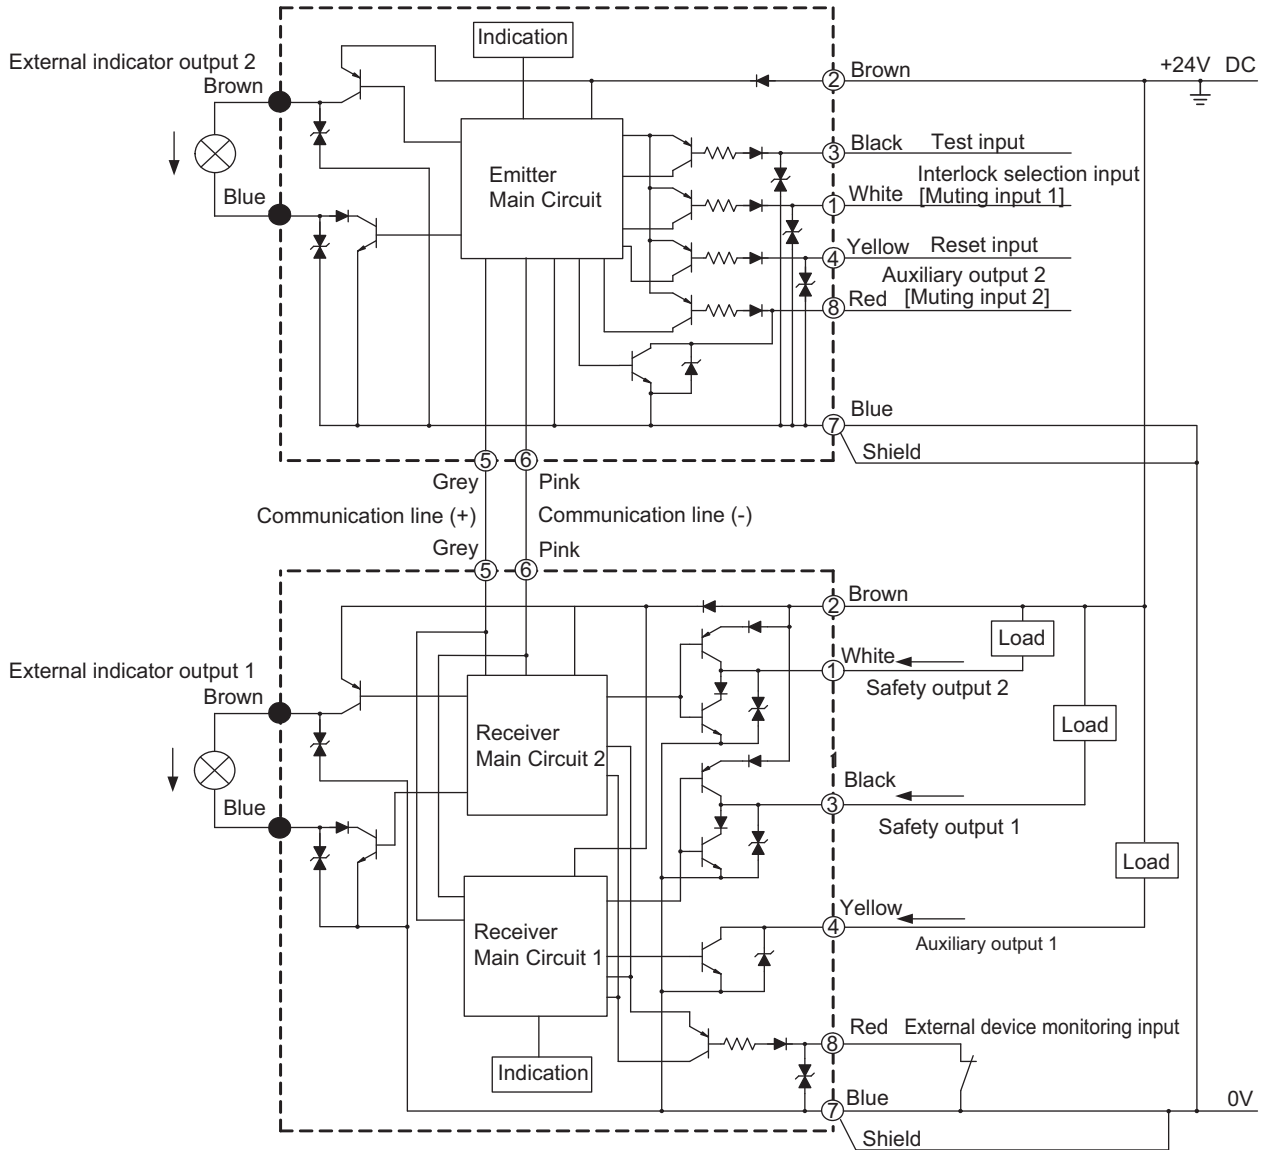 Indication
External indicator output 2
Brown
Blue
Emitter
Main Circuit
2 Brown
+24V DC
3 Black Test input
Interlock selection input
1 White [Muting input 1]
4 Yellow Reset input
Auxiliary output 2
8 Red [Muting input 2]
7 Blue
Shield
5 6
Grey Pink
Communication line (+) Communication line (-)
Grey Pink
5 6
2 Brown
Load
External indicator output 1
Brown
Blue
1 White
Safety output 2
Load
Receiver
Main Circuit 2
1
3 Black
Safety output 1
Load
4 Yellow
Auxiliary output 1
Receiver
Main Circuit 1
8 Red External device monitoring input
Indication
7 Blue
0V
Shield